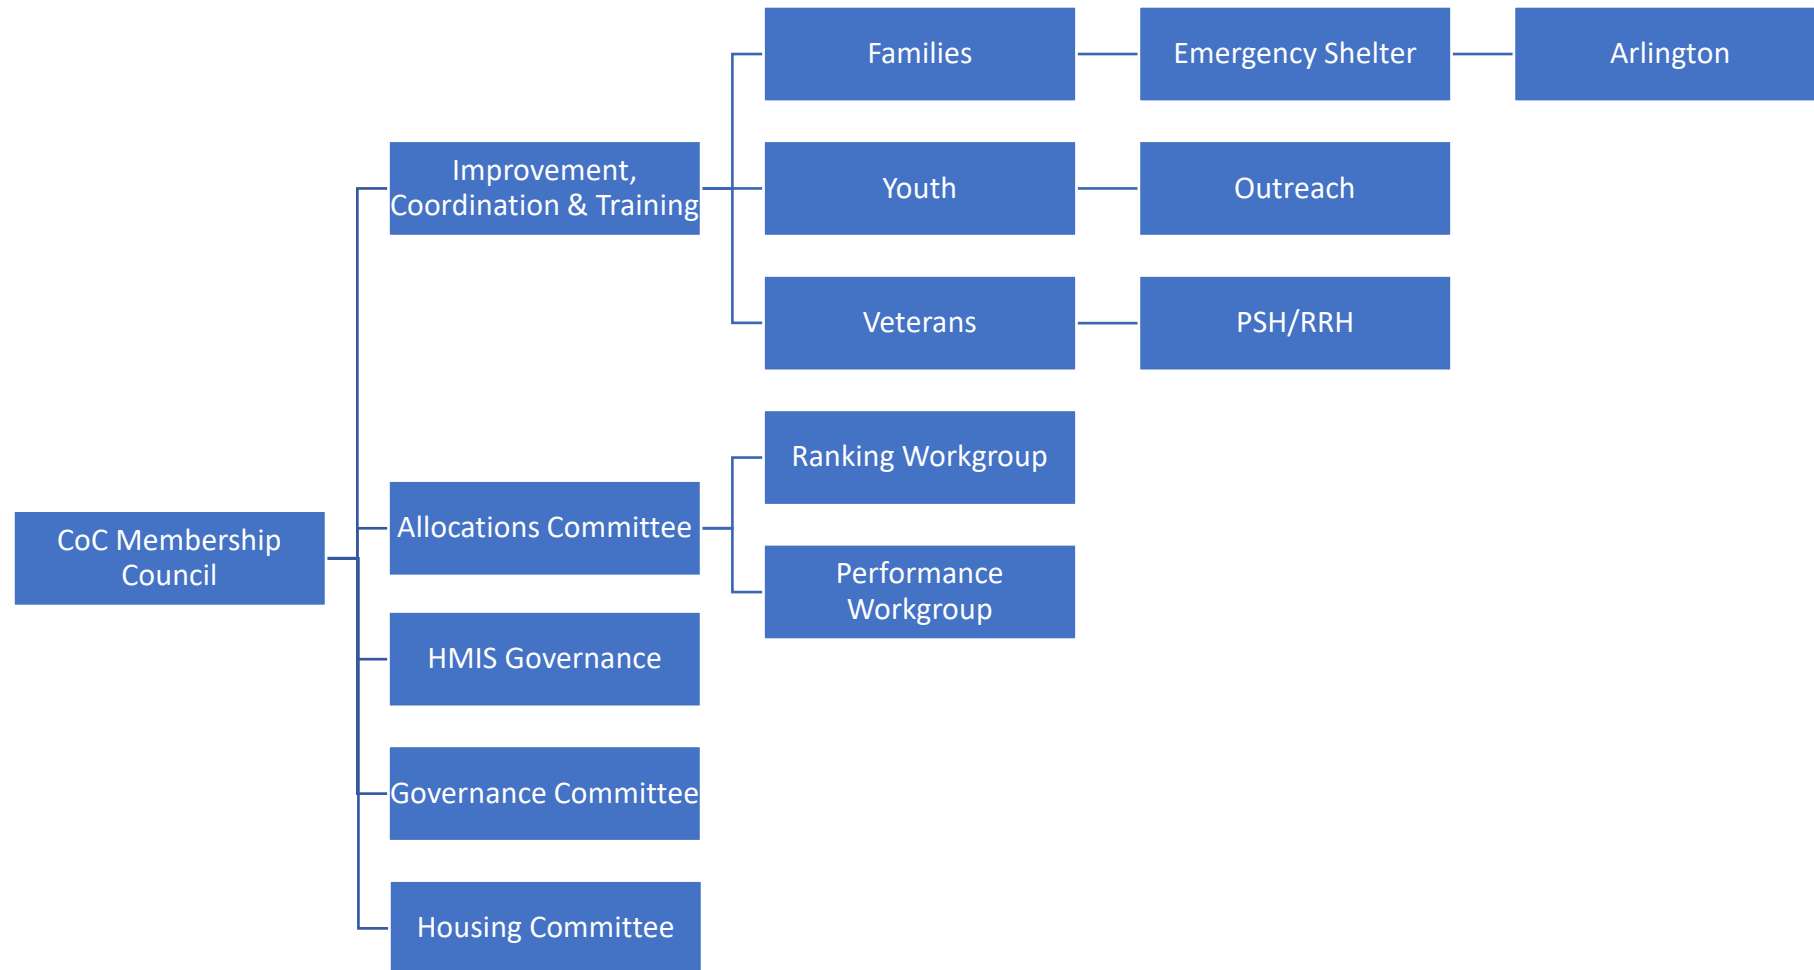 Families
Emergency Shelter
Arlington
Improvement,
Coordination & Training
Youth
Outreach
Veterans
PSH/RRH
Ranking Workgroup
Allocations Committee
CoC Membership
Council
Performance
Workgroup
HMIS Governance
Governance Committee
Housing Committee